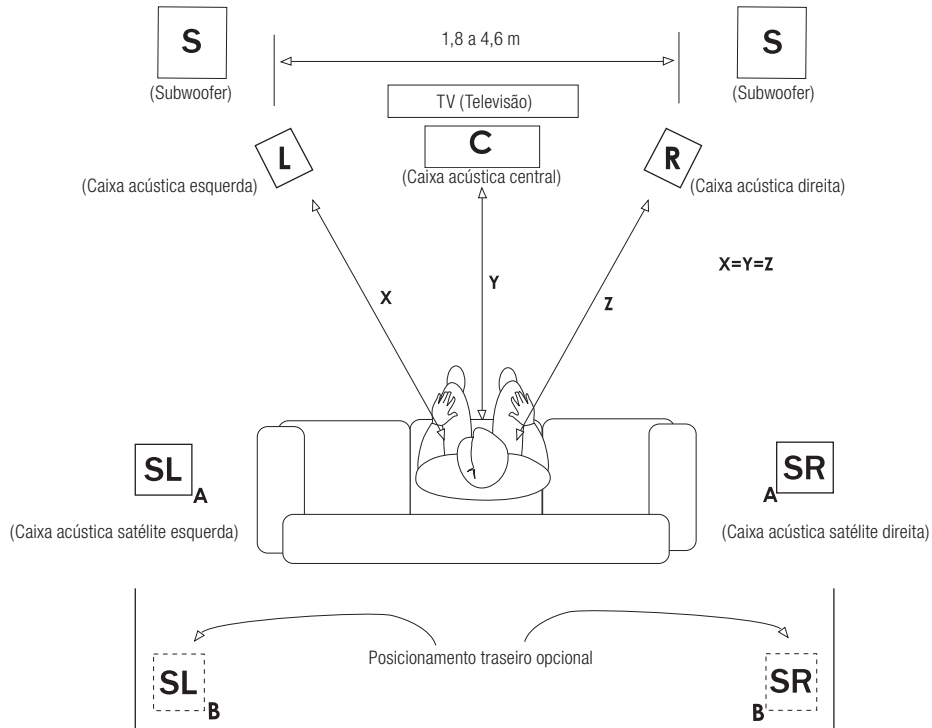 S
1,8 a 4,6 m
S
(Subwoofer)
(Subwoofer)
TV (Televisão)
L
C
R
(Caixa acústica esquerda)
(Caixa acústica central)
(Caixa acústica direita)
X=Y=Z
X
Y
Z
SL
A
SR
A
(Caixa acústica satélite esquerda)
(Caixa acústica satélite direita)
Posicionamento traseiro opcional
SL
B
SR
B